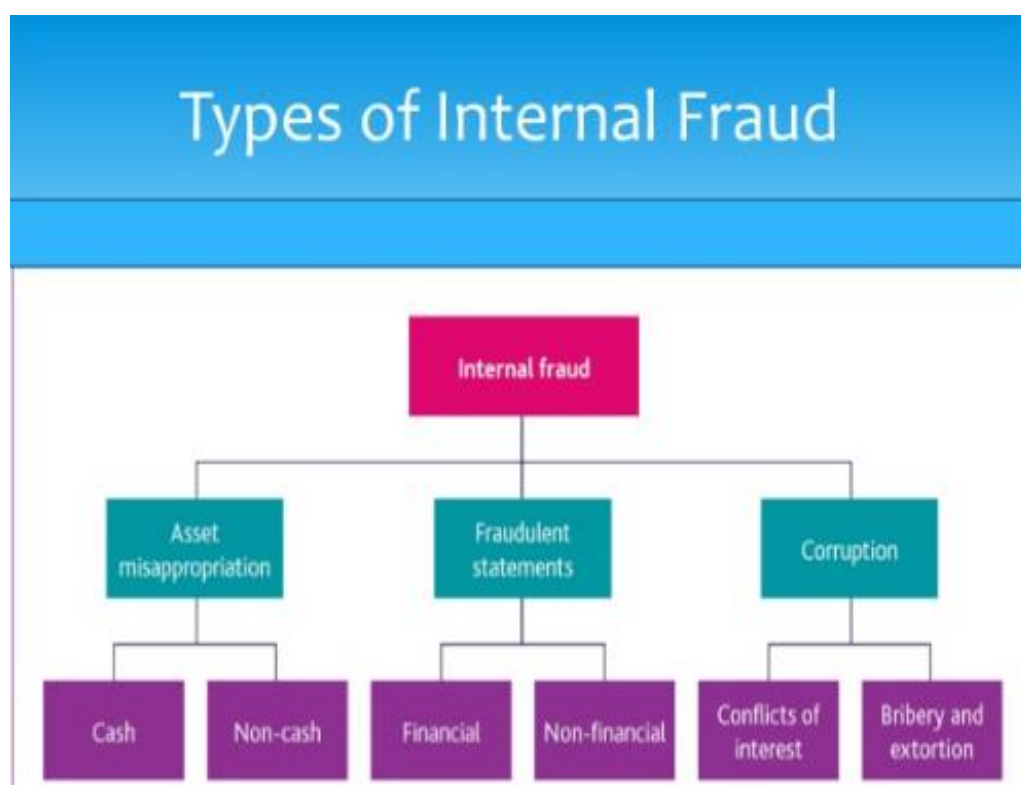 Types of Internal Fraud
Internal fraud
Asset
misappropriation
Fraudulent
statements
Corruption
Cash
Non-cash
Financial
Non-financial
Conflicts of
interest
Bribery and
extortion